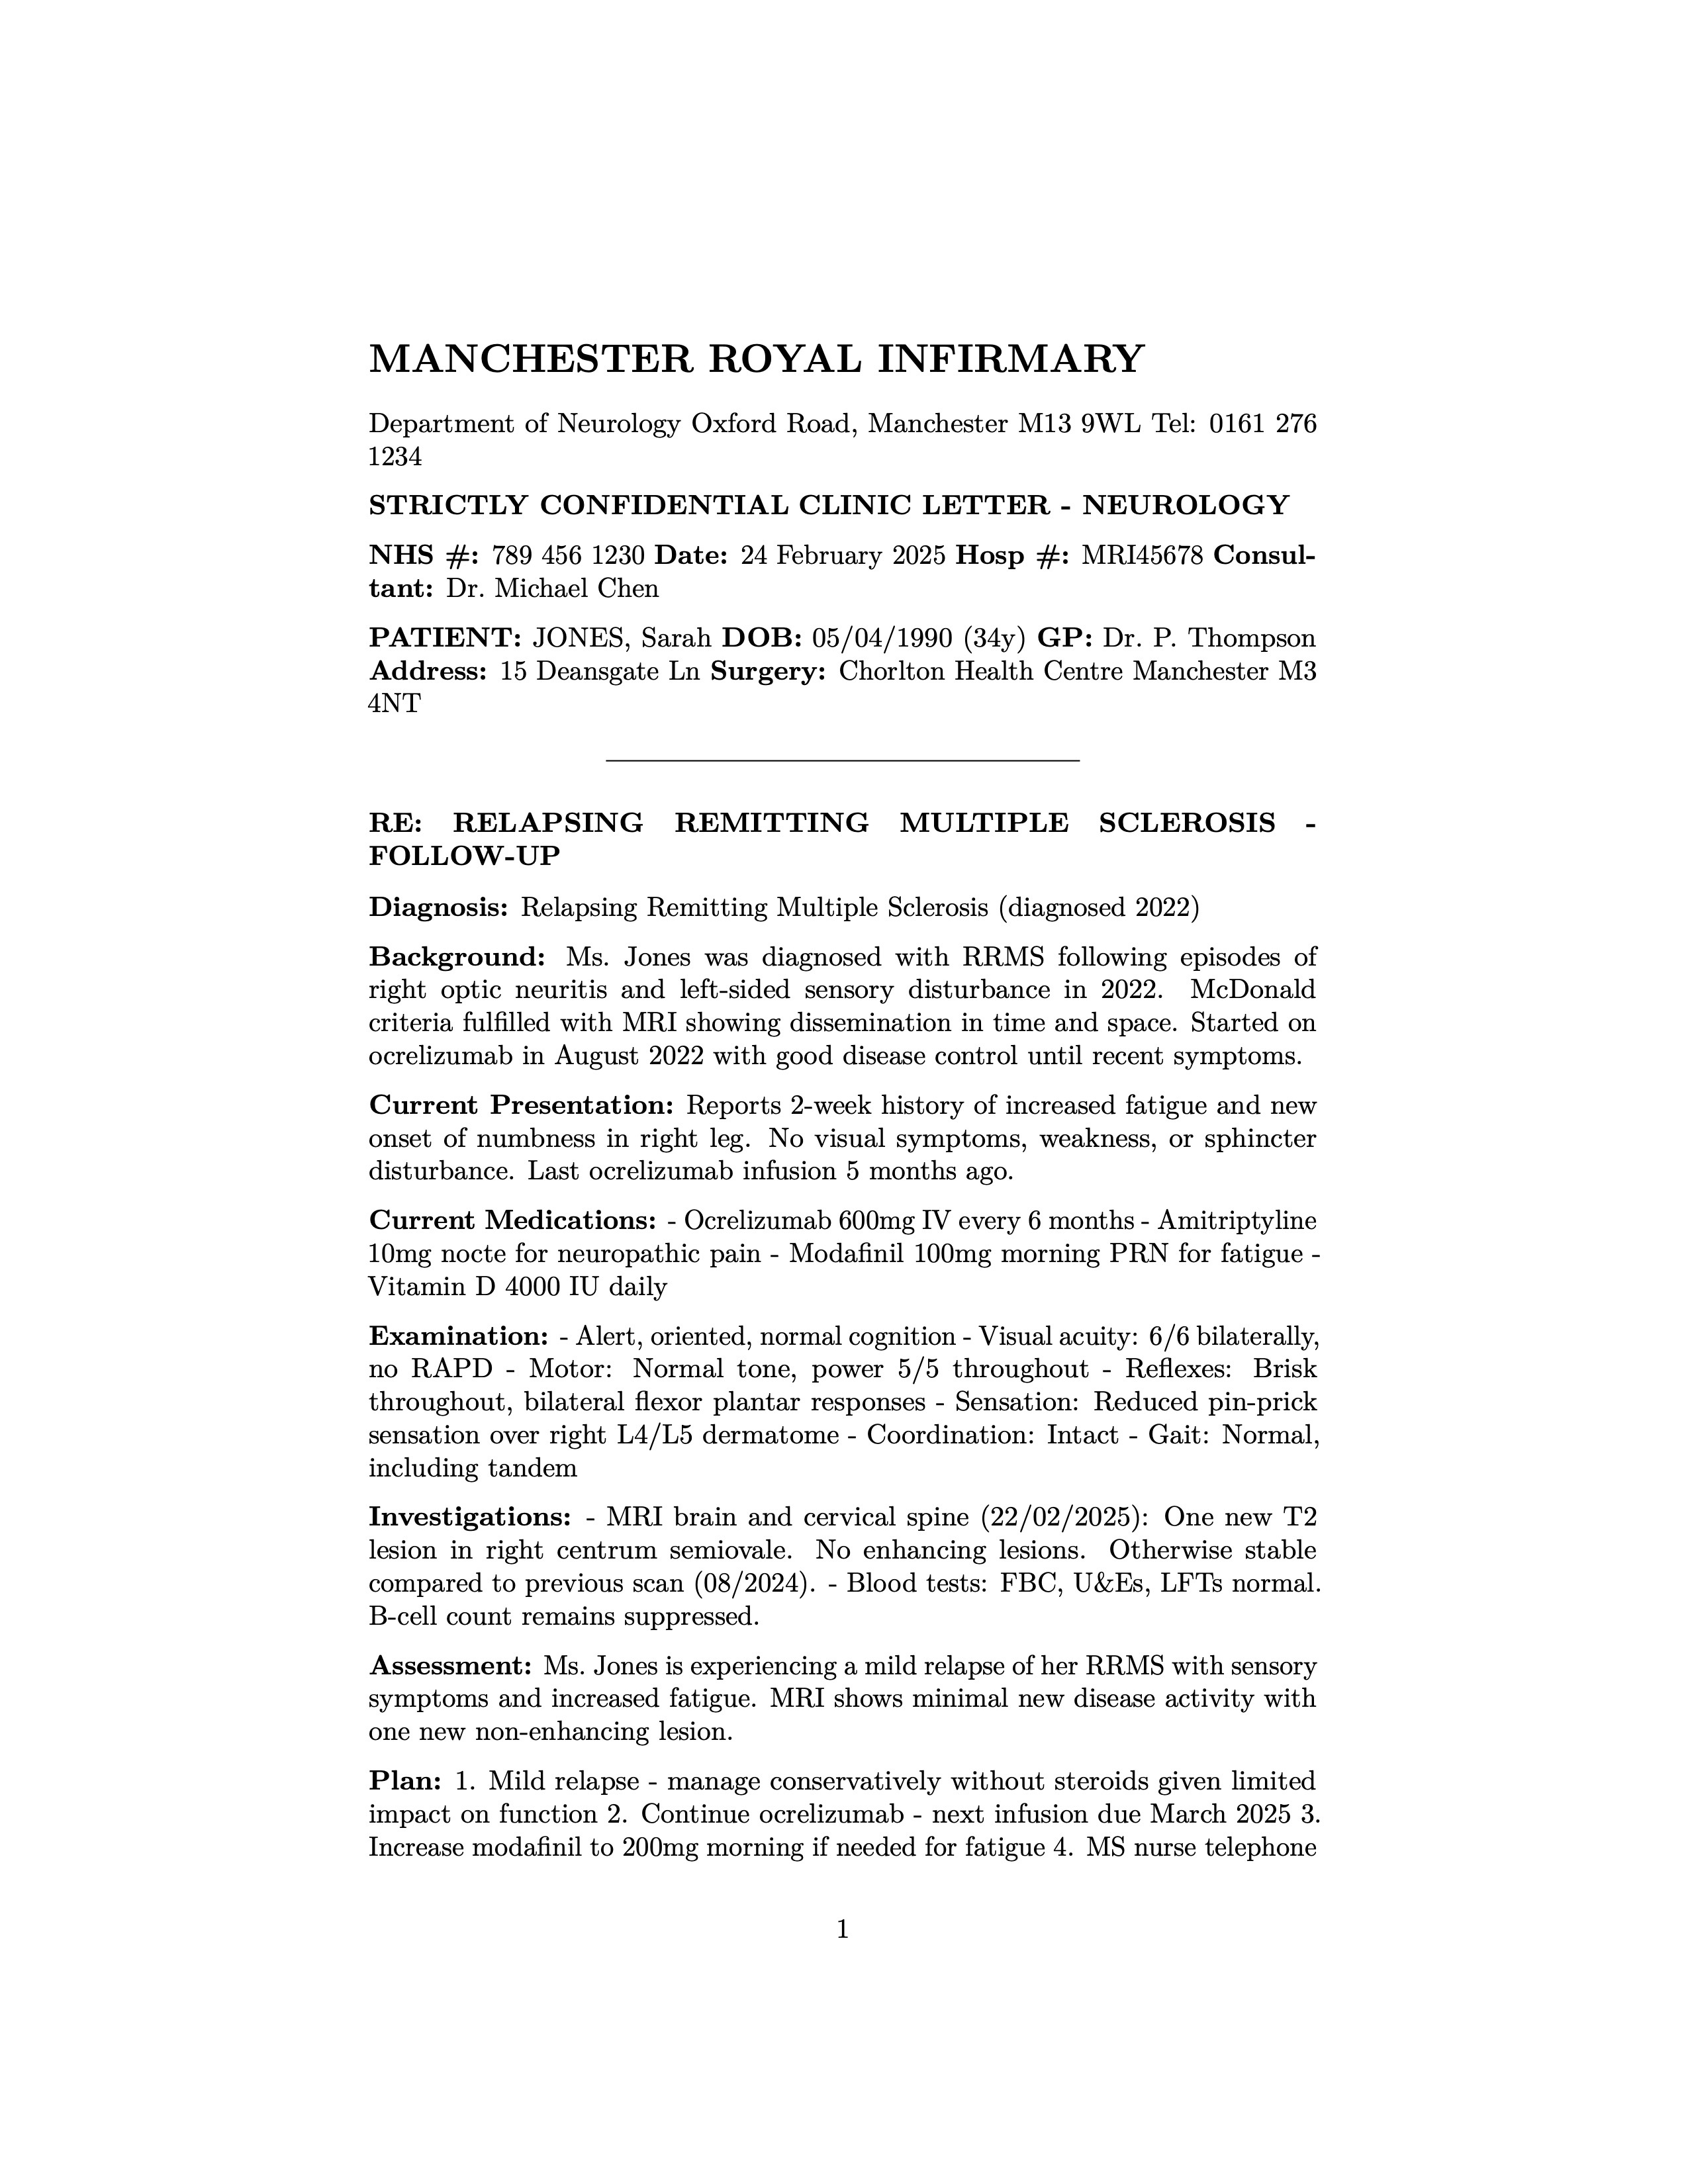 MANCHESTER ROYAL INFIRMARY
Department of Neurology Oxford Road, Manchester M13 9WL Tel: 0161 276
1234
STRICTLY CONFIDENTIAL CLINIC LETTER - NEUROLOGY
NHS #: 789 456 1230 Date: 24 February 2025 Hosp #: MRI45678 Consul-
tant: Dr. Michael Chen
PATIENT: JONES, Sarah DOB: 05/04/1990 (34y) GP: Dr. P. Thompson
Address: 15 Deansgate Ln Surgery: Chorlton Health Centre Manchester M3
4NT
RE: RELAPSING REMITTING MULTIPLE SCLEROSIS -
FOLLOW-UP
Diagnosis: Relapsing Remitting Multiple Sclerosis (diagnosed 2022)
Background: Ms. Jones was diagnosed with RRMS following episodes of
right optic neuritis and left-sided sensory disturbance in 2022. McDonald
criteria fulfilled with MRI showing dissemination in time and space. Started on
ocrelizumab in August 2022 with good disease control until recent symptoms.
Current Presentation: Reports 2-week history of increased fatigue and new
onset of numbness in right leg. No visual symptoms, weakness, or sphincter
disturbance. Last ocrelizumab infusion 5 months ago.
Current Medications: - Ocrelizumab 600mg IV every 6 months - Amitriptyline
10mg nocte for neuropathic pain - Modafinil 100mg morning PRN for fatigue -
Vitamin D 4000 IU daily
Examination: - Alert, oriented, normal cognition - Visual acuity: 6/6 bilaterally,
no RAPD - Motor: Normal tone, power 5/5 throughout - Reflexes: Brisk
throughout, bilateral flexor plantar responses - Sensation: Reduced pin-prick
sensation over right L4/L5 dermatome - Coordination: Intact - Gait: Normal,
including tandem
Investigations: - MRI brain and cervical spine (22/02/2025): One new T2
lesion in right centrum semiovale. No enhancing lesions. Otherwise stable
compared to previous scan (08/2024). - Blood tests: FBC, U&Es, LFTs normal.
B-cell count remains suppressed.
Assessment: Ms. Jones is experiencing a mild relapse of her RRMS with sensory
symptoms and increased fatigue. MRI shows minimal new disease activity with
one new non-enhancing lesion.
Plan: 1. Mild relapse - manage conservatively without steroids given limited
impact on function 2. Continue ocrelizumab - next infusion due March 2025 3.
Increase modafinil to 200mg morning if needed for fatigue 4. MS nurse telephone
1